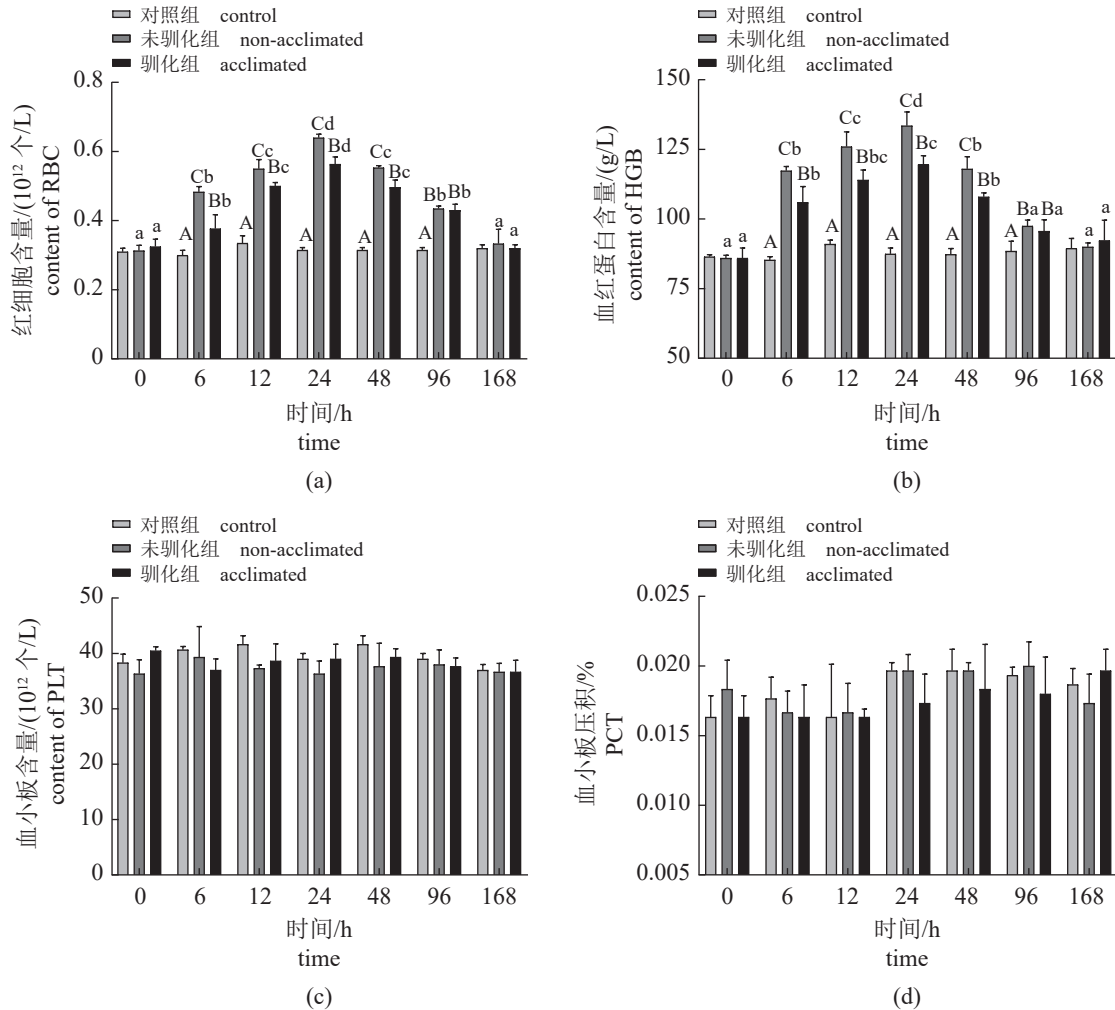 对照组 control
未驯化组 non-acclimated
驯化组 acclimated
红细胞含量/(10¹² 个/L)
content of RBC
0.8
0.6
0.4
0.2
0
a a
A Cb Bb
A Cc Bc
A Cd Bd
A Cc Bc
A Bb Bb
a a
0 6 12 24 48 96 168
时间/h
time
(a)
对照组 control
未驯化组 non-acclimated
驯化组 acclimated
血红蛋白含量/(g/L)
content of HGB
150
125
100
75
50
a a
A Cb Bb
A Cc Bbc
A Cd Bc
A Cb Bb
A Ba Ba
a a
0 6 12 24 48 96 168
时间/h
time
(b)
对照组 control
未驯化组 non-acclimated
驯化组 acclimated
血小板含量/(10¹² 个/L)
content of PLT
50
40
30
20
10
0
0 6 12 24 48 96 168
时间/h
time
(c)
对照组 control
未驯化组 non-acclimated
驯化组 acclimated
血小板压积/%
PCT
0.025
0.020
0.015
0.010
0.005
0 6 12 24 48 96 168
时间/h
time
(d)